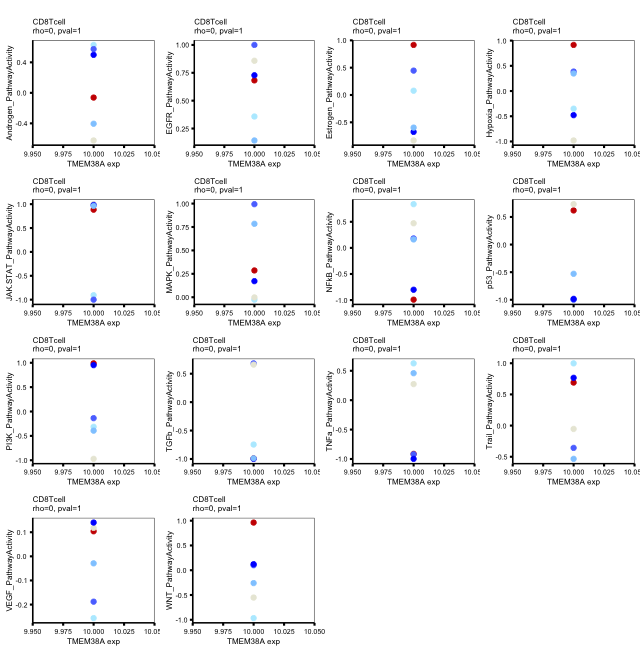 CD8Tcell
rho=0, pval=1
Androgen_PathwayActivity
0.4
0.0
-0.4
9.950 9.975 10.000 10.025 10.05
TMEM38A exp
CD8Tcell
rho=0, pval=1
EGFR_PathwayActivity
1.00
0.75
0.50
0.25
9.950 9.975 10.000 10.025 10.05
TMEM38A exp
CD8Tcell
rho=0, pval=1
Estrogen_PathwayActivity
1.0
0.5
0.0
-0.5
9.950 9.975 10.000 10.025 10.05
TMEM38A exp
CD8Tcell
rho=0, pval=1
Hypoxia_PathwayActivity
1.0
0.5
0.0
-0.5
-1.0
9.950 9.975 10.000 10.025 10.05
TMEM38A exp
CD8Tcell
rho=0, pval=1
JAK.STAT_PathwayActivity
1.0
0.5
0.0
-0.5
-1.0
9.950 9.975 10.000 10.025 10.05
TMEM38A exp
CD8Tcell
rho=0, pval=1
MAPK_PathwayActivity
1.00
0.75
0.50
0.25
0.00
9.950 9.975 10.000 10.025 10.05
TMEM38A exp
CD8Tcell
rho=0, pval=1
NFkB_PathwayActivity
0.5
0.0
-0.5
-1.0
9.950 9.975 10.000 10.025 10.05
TMEM38A exp
CD8Tcell
rho=0, pval=1
p53_PathwayActivity
0.5
0.0
-0.5
-1.0
9.950 9.975 10.000 10.025 10.05
TMEM38A exp
CD8Tcell
rho=0, pval=1
PI3K_PathwayActivity
1.0
0.5
0.0
-0.5
-1.0
9.950 9.975 10.000 10.025 10.05
TMEM38A exp
CD8Tcell
rho=0, pval=1
TGFb_PathwayActivity
0.5
0.0
-0.5
-1.0
9.950 9.975 10.000 10.025 10.05
TMEM38A exp
CD8Tcell
rho=0, pval=1
TNFa_PathwayActivity
0.5
0.0
-0.5
-1.0
9.950 9.975 10.000 10.025 10.05
TMEM38A exp
CD8Tcell
rho=0, pval=1
Trail_PathwayActivity
1.0
0.5
0.0
-0.5
9.950 9.975 10.000 10.025 10.05
TMEM38A exp
CD8Tcell
rho=0, pval=1
VEGF_PathwayActivity
0.1
0.0
-0.1
-0.2
9.950 9.975 10.000 10.025 10.05
TMEM38A exp
CD8Tcell
rho=0, pval=1
WNT_PathwayActivity
1.0
0.5
0.0
-0.5
-1.0
9.950 9.975 10.000 10.025 10.050
TMEM38A exp